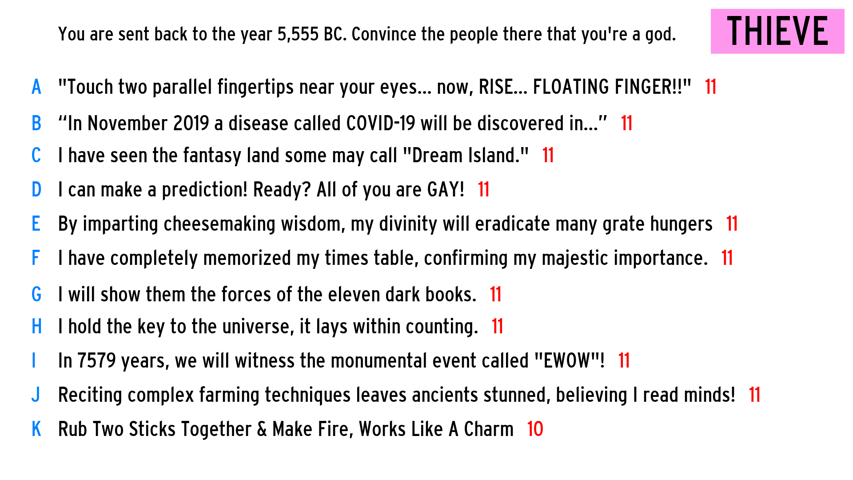 You are sent back to the year 5,555 BC. Convince the people there that you're a god.
THIEVE
A "Touch two parallel fingertips near your eyes... now, RISE... FLOATING FINGER!!" 11
B “In November 2019 a disease called COVID-19 will be discovered in...” 11
C I have seen the fantasy land some may call "Dream Island." 11
D I can make a prediction! Ready? All of you are GAY! 11
E By imparting cheesemaking wisdom, my divinity will eradicate many grate hungers 11
F I have completely memorized my times table, confirming my majestic importance. 11
G I will show them the forces of the eleven dark books. 11
H I hold the key to the universe, it lays within counting. 11
I In 7579 years, we will witness the monumental event called "EWOW"! 11
J Reciting complex farming techniques leaves ancients stunned, believing I read minds! 11
K Rub Two Sticks Together & Make Fire, Works Like A Charm 10